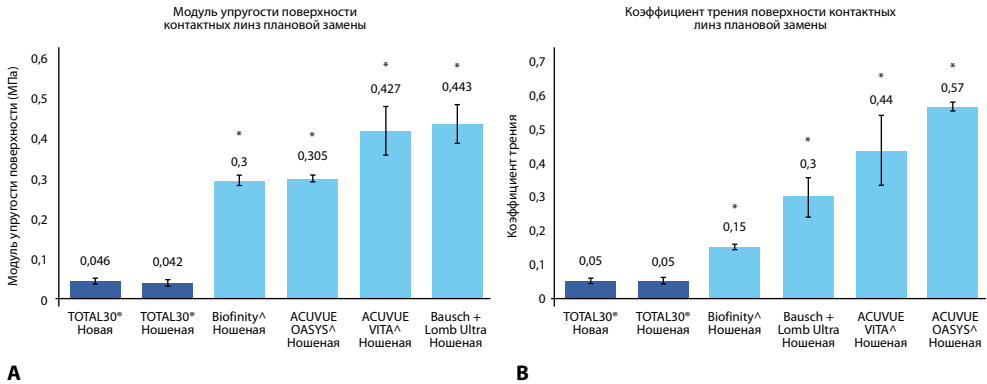 Модуль упругости поверхности
контактных линз плановой замены
Модуль упругости поверхности (МПа)
0,6
0,5
0,4
0,3
0,2
0,1
0
0,046
0,042
*
0,3
*
0,305
*
0,427
*
0,443
TOTAL30®
Новая
TOTAL30®
Ношеная
Biofinity^
Ношеная
ACUVUE
OASYS^
Ношеная
ACUVUE
VITA^
Ношеная
Bausch +
Lomb Ultra
Ношеная
A
Коэффициент трения поверхности контактных
линз плановой замены
Коэффициент трения
0,7
0,6
0,5
0,4
0,3
0,2
0,1
0
0,05
0,05
*
0,15
*
0,3
*
0,44
*
0,57
TOTAL30®
Новая
TOTAL30®
Ношеная
Biofinity^
Ношеная
Bausch +
Lomb Ultra
Ношеная
ACUVUE
VITA^
Ношеная
ACUVUE
OASYS^
Ношеная
B